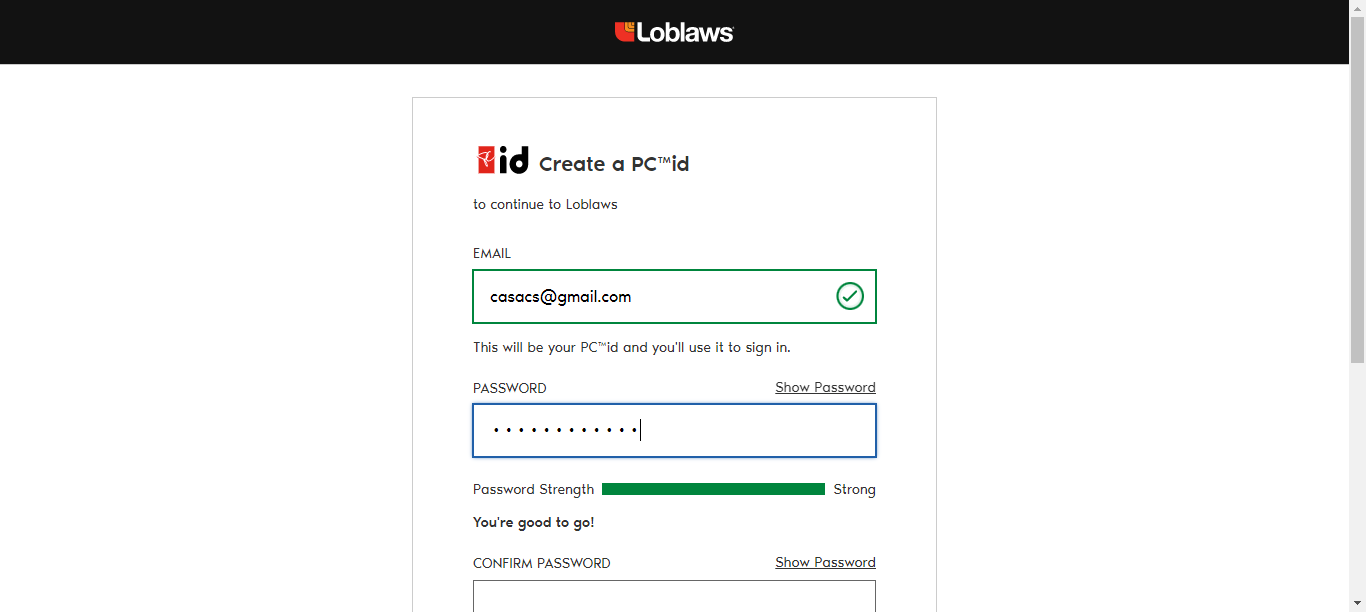 Loblaws
id Create a PC™id
to continue to Loblaws
EMAIL
casacs@gmail.com
This will be your PC™id and you'll use it to sign in.
PASSWORD Show Password
••••••••••••
Password Strength Strong
You're good to go!
CONFIRM PASSWORD Show Password